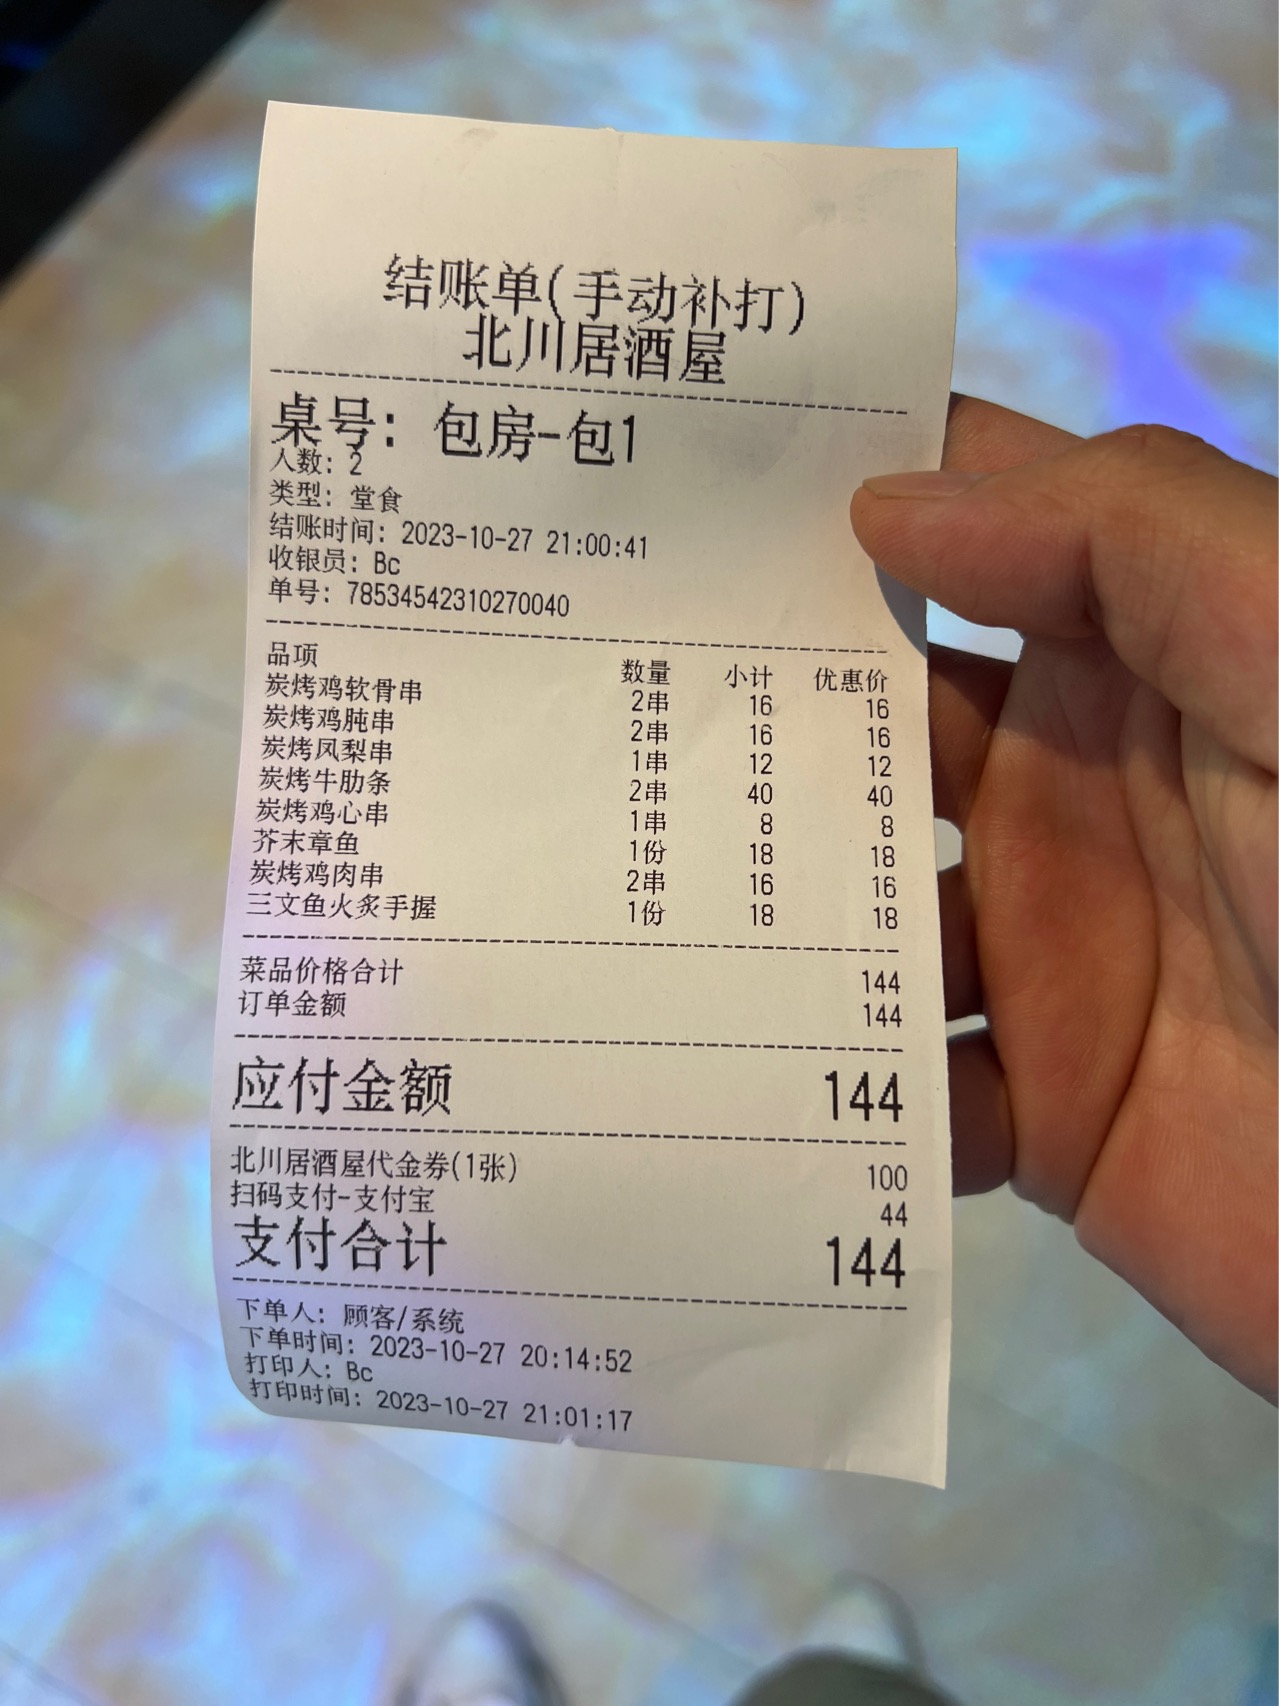 结账单(手动补打)
北川居酒屋
桌号: 包房-包1
人数: 2
类型: 堂食
结账时间: 2023-10-27 21:00:41
收银员: Bc
单号: 78534542310270040
品项 数量 小计 优惠价
炭烤鸡软骨串 2串 16 16
炭烤鸡肫串 2串 16 16
炭烤凤梨串 1串 12 12
炭烤牛肋条 2串 40 40
炭烤鸡心串 1串 8 8
芥末章鱼 1份 18 18
炭烤鸡肉串 2串 16 16
三文鱼火炙手握 1份 18 18
菜品价格合计 144
订单金额 144
应付金额 144
北川居酒屋代金券(1张) 100
扫码支付-支付宝 44
支付合计 144
下单人: 顾客/系统
下单时间: 2023-10-27 20:14:52
打印人: Bc
打印时间: 2023-10-27 21:01:17